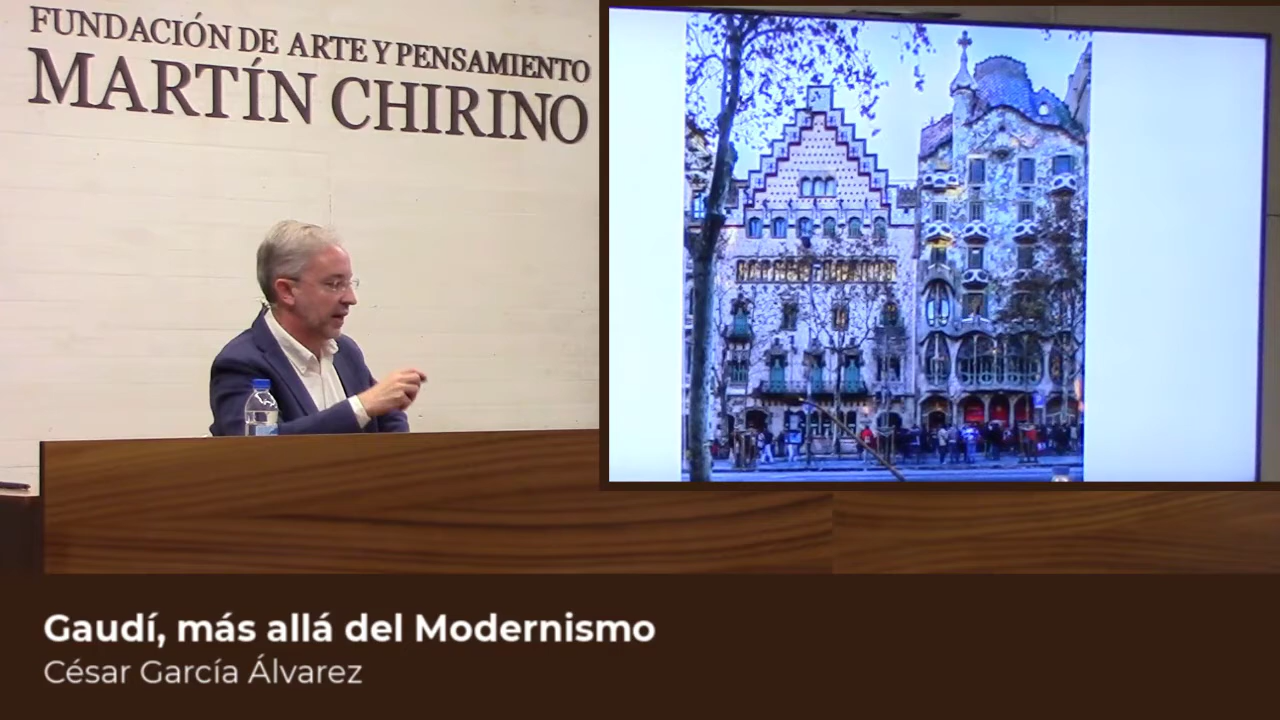 FUNDACIÓN DE ARTE Y PENSAMIENTO
MARTÍN CHIRINO
Gaudí, más allá del Modernismo
César García Álvarez